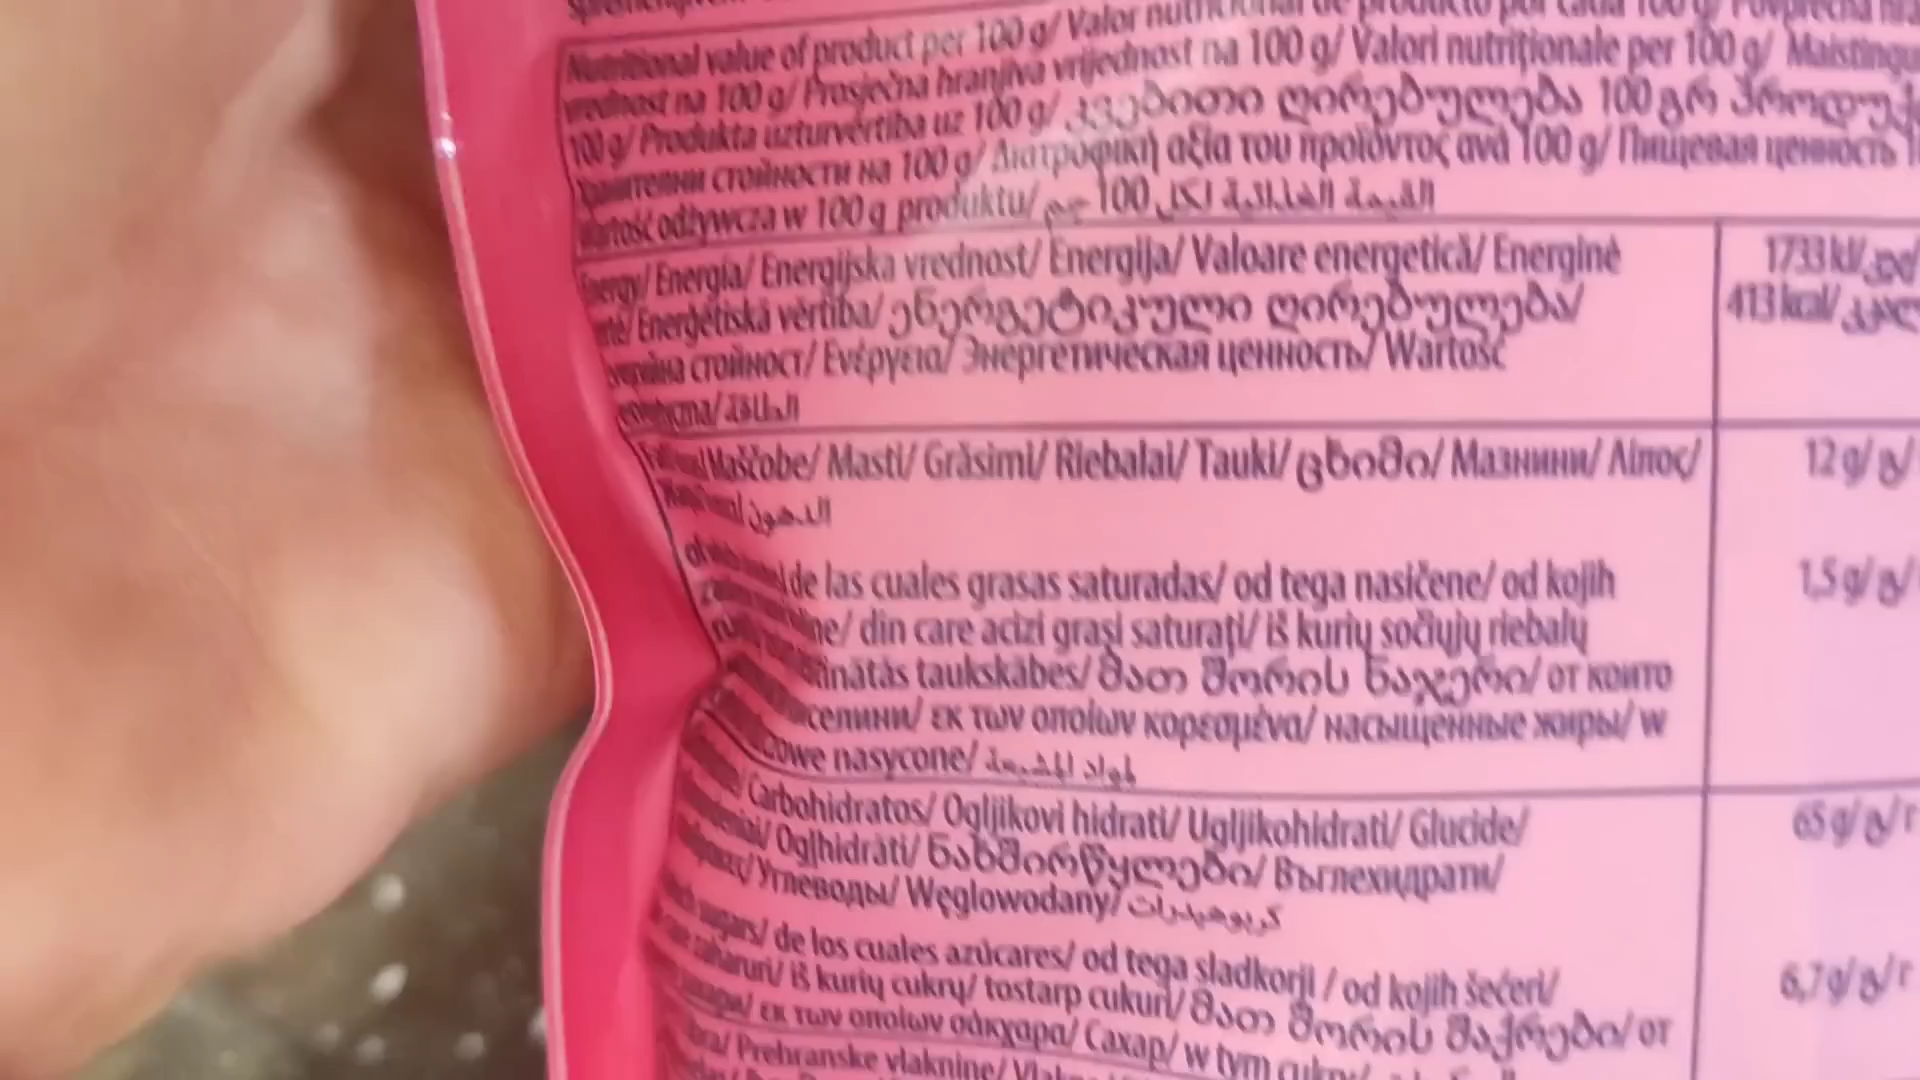 Nutritional value of product per 100 g/ Valor nutricional de producto por cada 100 g/
vrednost na 100 g/ Prosječna hranjiva vrijednost na 100 g/ Valori nutriționale per 100 g/
100 g/ Produkta uzturvērtība uz 100 g/ კვებითი ღირებულება 100 გრ
стойности на 100 g/ Διατροφική αξία του προϊόντος ανά 100 g/ Пищевая ценность
odżywcza w 100 g produktu/ القيمة الغذائية لكل 100 جم
Energy/ Energía/ Energijska vrednost/ Energija/ Valoare energetică/ Energinė 1733 kJ/
Enerģētiskā vērtība/ ენერგეტიკული ღირებულება/ 413 kcal/
стойност/ Ενέργεια/ Энергетическая ценность/ Wartość
الطاقة
Maščobe/ Masti/ Grăsimi/ Riebalai/ Tauki/ ცხიმი/ Мазнини/ Λίπος/ 12 g/ გ/
الدهون
de las cuales grasas saturadas/ od tega nasičene/ od kojih 1,5 g/ გ/
din care acizi grași saturați/ iš kurių sočiųjų riebalų
taukskābes/ მათ შორის ნაჯერი/ от които
εκ των οποίων κορεσμένα/ насыщенные жиры/ w
nasycone/ المشبعة
Carbohidratos/ Ogljikovi hidrati/ Ugljikohidrati/ Glucide/ 65 g/ გ/ г
Ogļhidrāti/ ნახშირწყლები/ Въглехидрати/
Углеводы/ Węglowodany/ كربوهيدرات
sugars/ de los cuales azúcares/ od tega sladkorji / od kojih šećeri/ 6,7 g/ გ/ г
iš kurių cukrų/ tostarp cukuri/ მათ შორის შაქრები/ от
εκ των οποίων σάκχαρα/ Сахар/ w tym
Prehranske vlaknine/